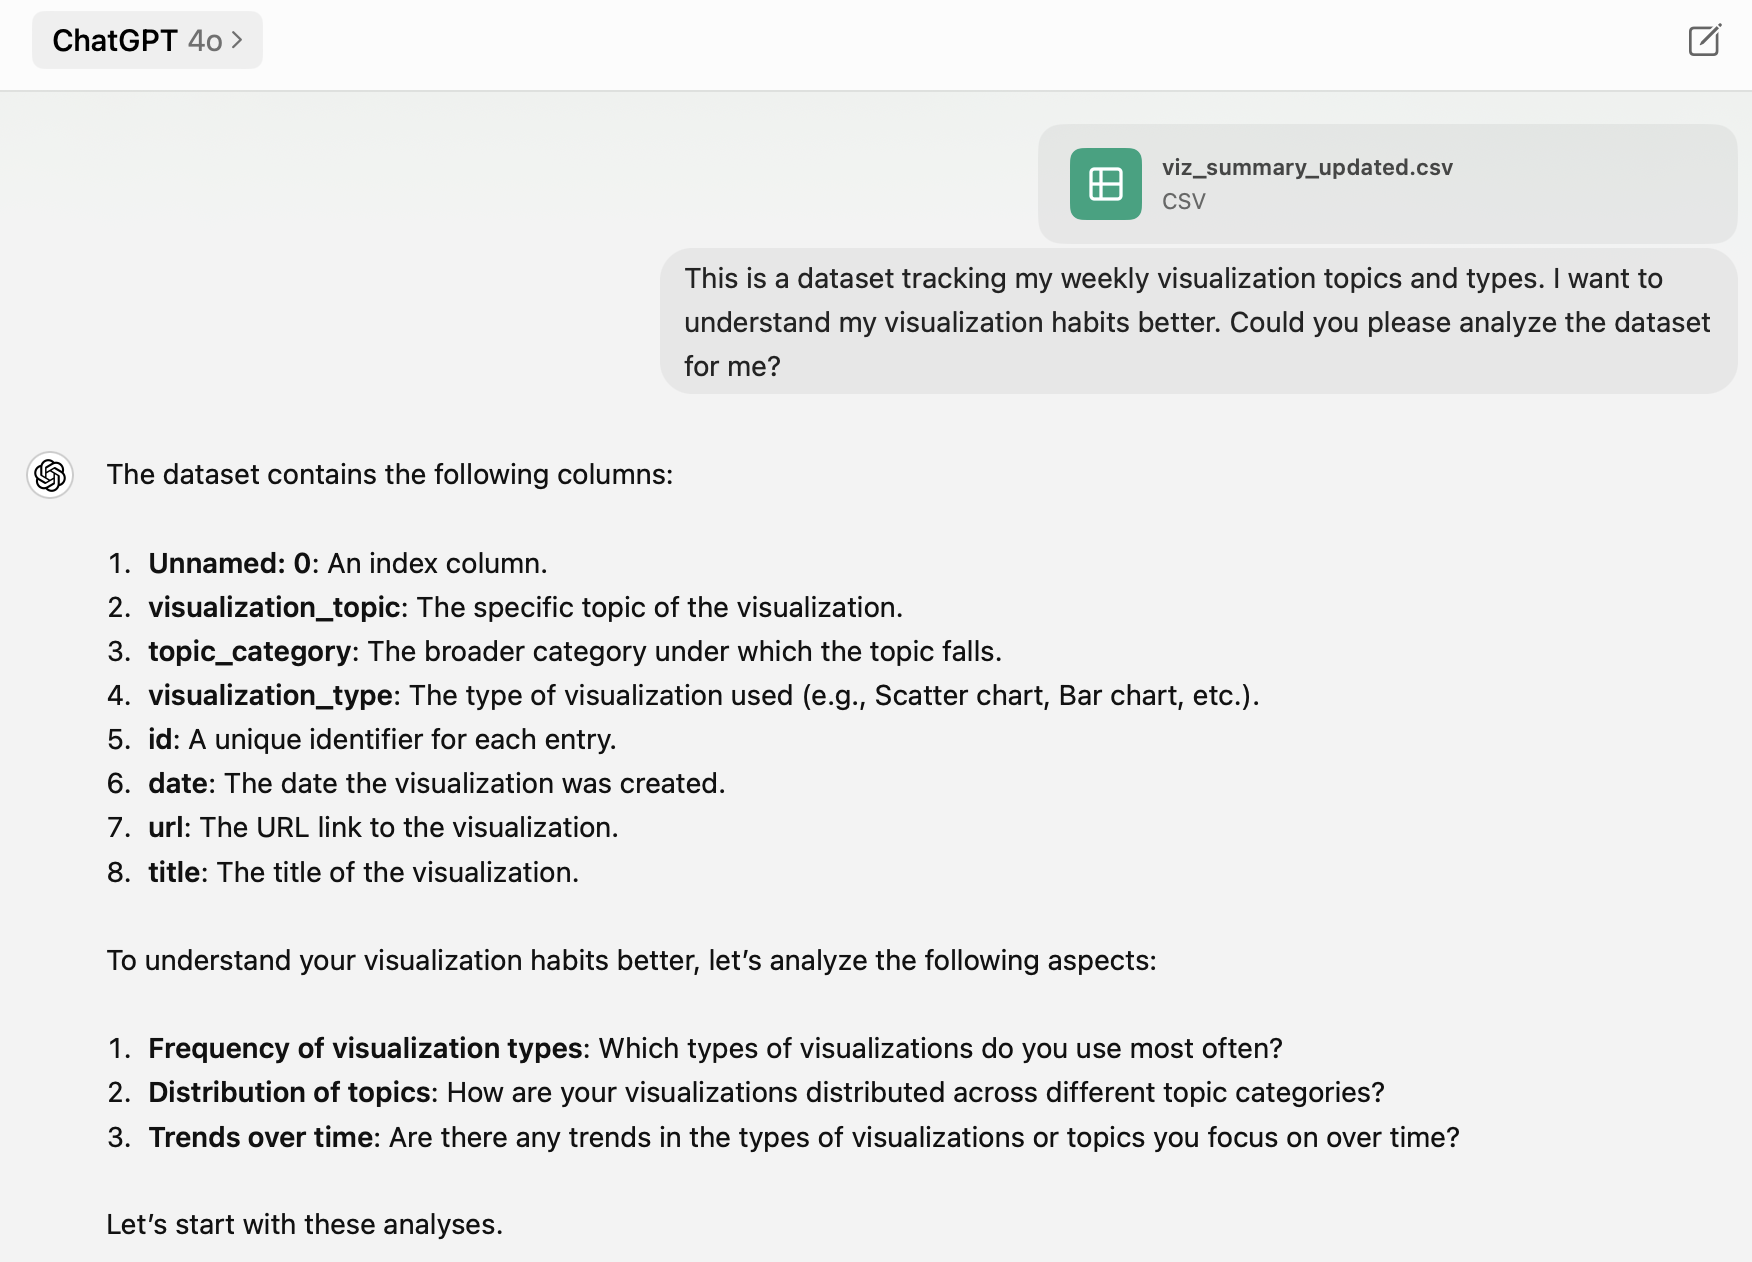 ChatGPT 4o >
viz_summary_updated.csv
CSV
This is a dataset tracking my weekly visualization topics and types. I want to
understand my visualization habits better. Could you please analyze the dataset
for me?
The dataset contains the following columns:
1. Unnamed: 0: An index column.
2. visualization_topic: The specific topic of the visualization.
3. topic_category: The broader category under which the topic falls.
4. visualization_type: The type of visualization used (e.g., Scatter chart, Bar chart, etc.).
5. id: A unique identifier for each entry.
6. date: The date the visualization was created.
7. url: The URL link to the visualization.
8. title: The title of the visualization.
To understand your visualization habits better, let’s analyze the following aspects:
1. Frequency of visualization types: Which types of visualizations do you use most often?
2. Distribution of topics: How are your visualizations distributed across different topic categories?
3. Trends over time: Are there any trends in the types of visualizations or topics you focus on over time?
Let’s start with these analyses.